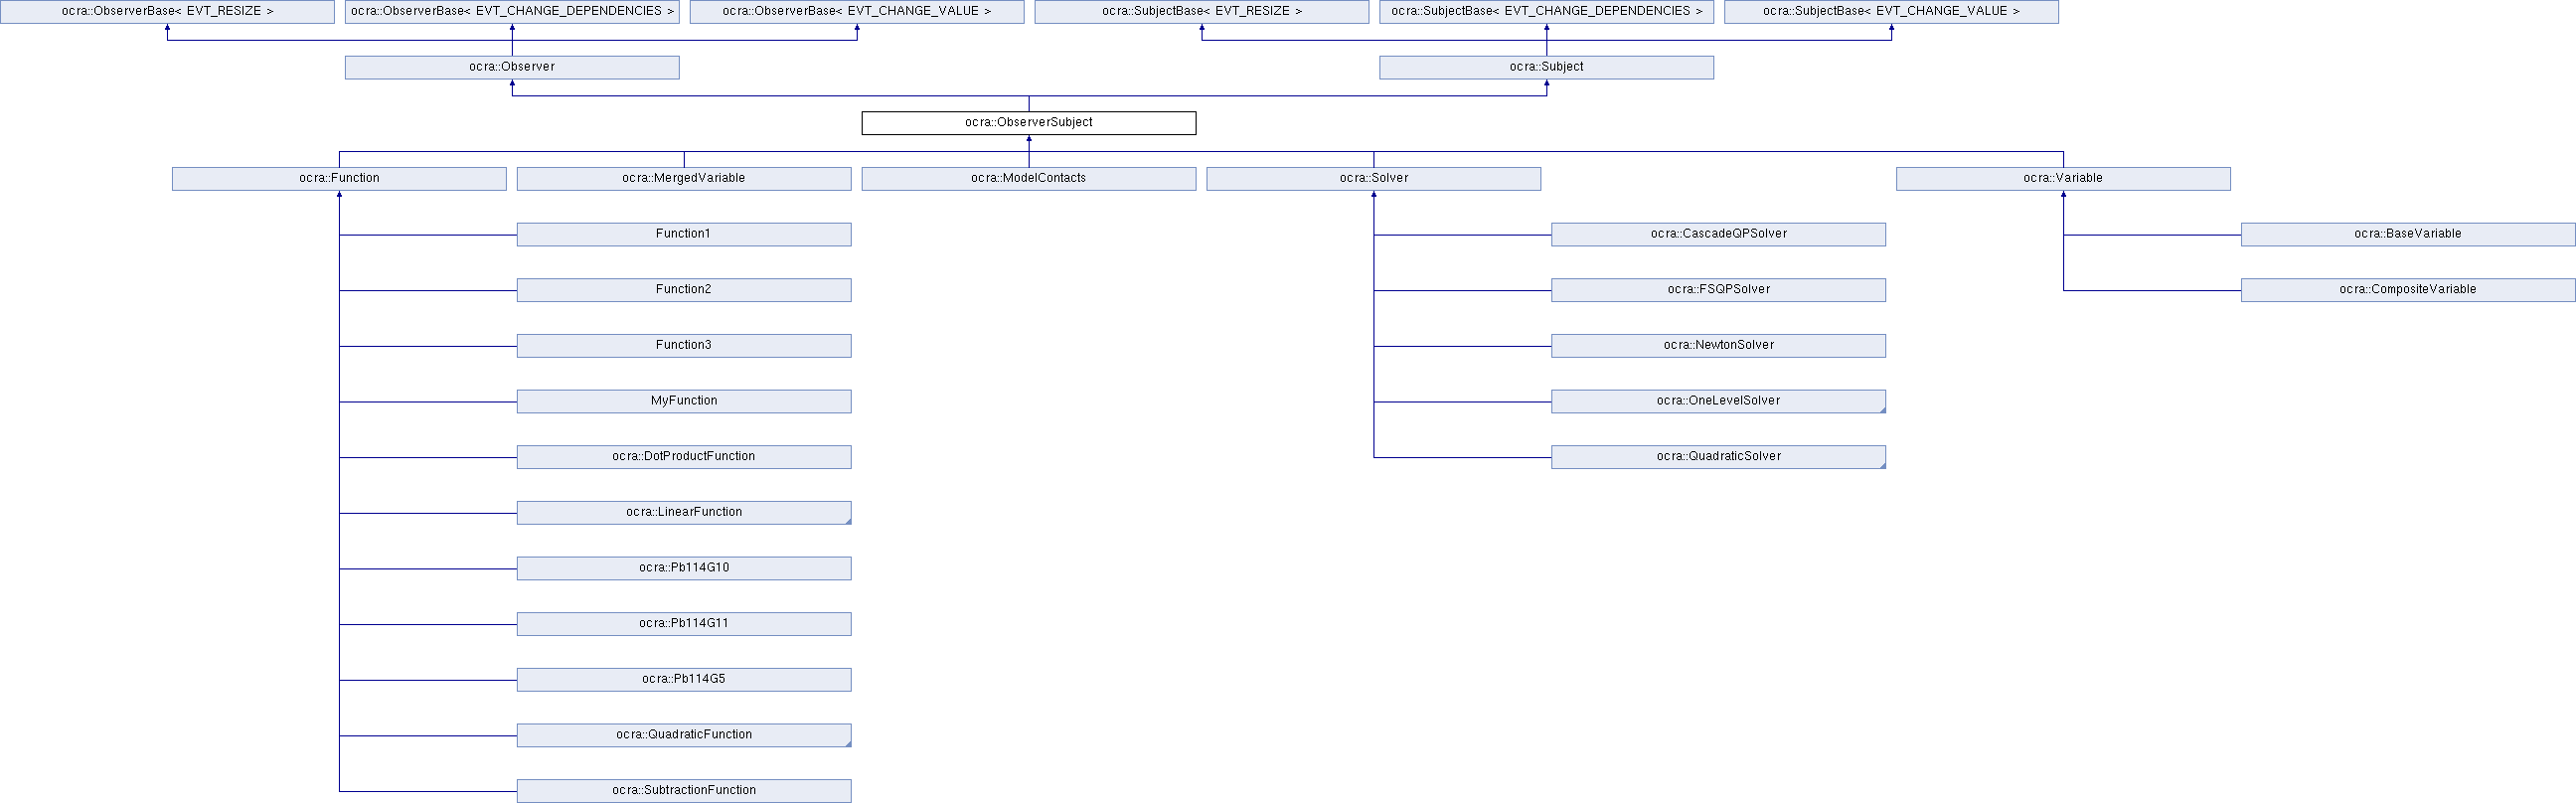 ocra::ObserverBase< EVT_RESIZE >
ocra::ObserverBase< EVT_CHANGE_DEPENDENCIES >
ocra::ObserverBase< EVT_CHANGE_VALUE >
ocra::SubjectBase< EVT_RESIZE >
ocra::SubjectBase< EVT_CHANGE_DEPENDENCIES >
ocra::SubjectBase< EVT_CHANGE_VALUE >
ocra::Observer
ocra::Subject
ocra::ObserverSubject
ocra::Function
ocra::MergedVariable
ocra::ModelContacts
ocra::Solver
ocra::Variable
Function1
ocra::CascadeQPSolver
ocra::BaseVariable
Function2
ocra::FSQPSolver
ocra::CompositeVariable
Function3
ocra::NewtonSolver
MyFunction
ocra::OneLevelSolver
ocra::DotProductFunction
ocra::QuadraticSolver
ocra::LinearFunction
ocra::Pb114G10
ocra::Pb114G11
ocra::Pb114G5
ocra::QuadraticFunction
ocra::SubtractionFunction